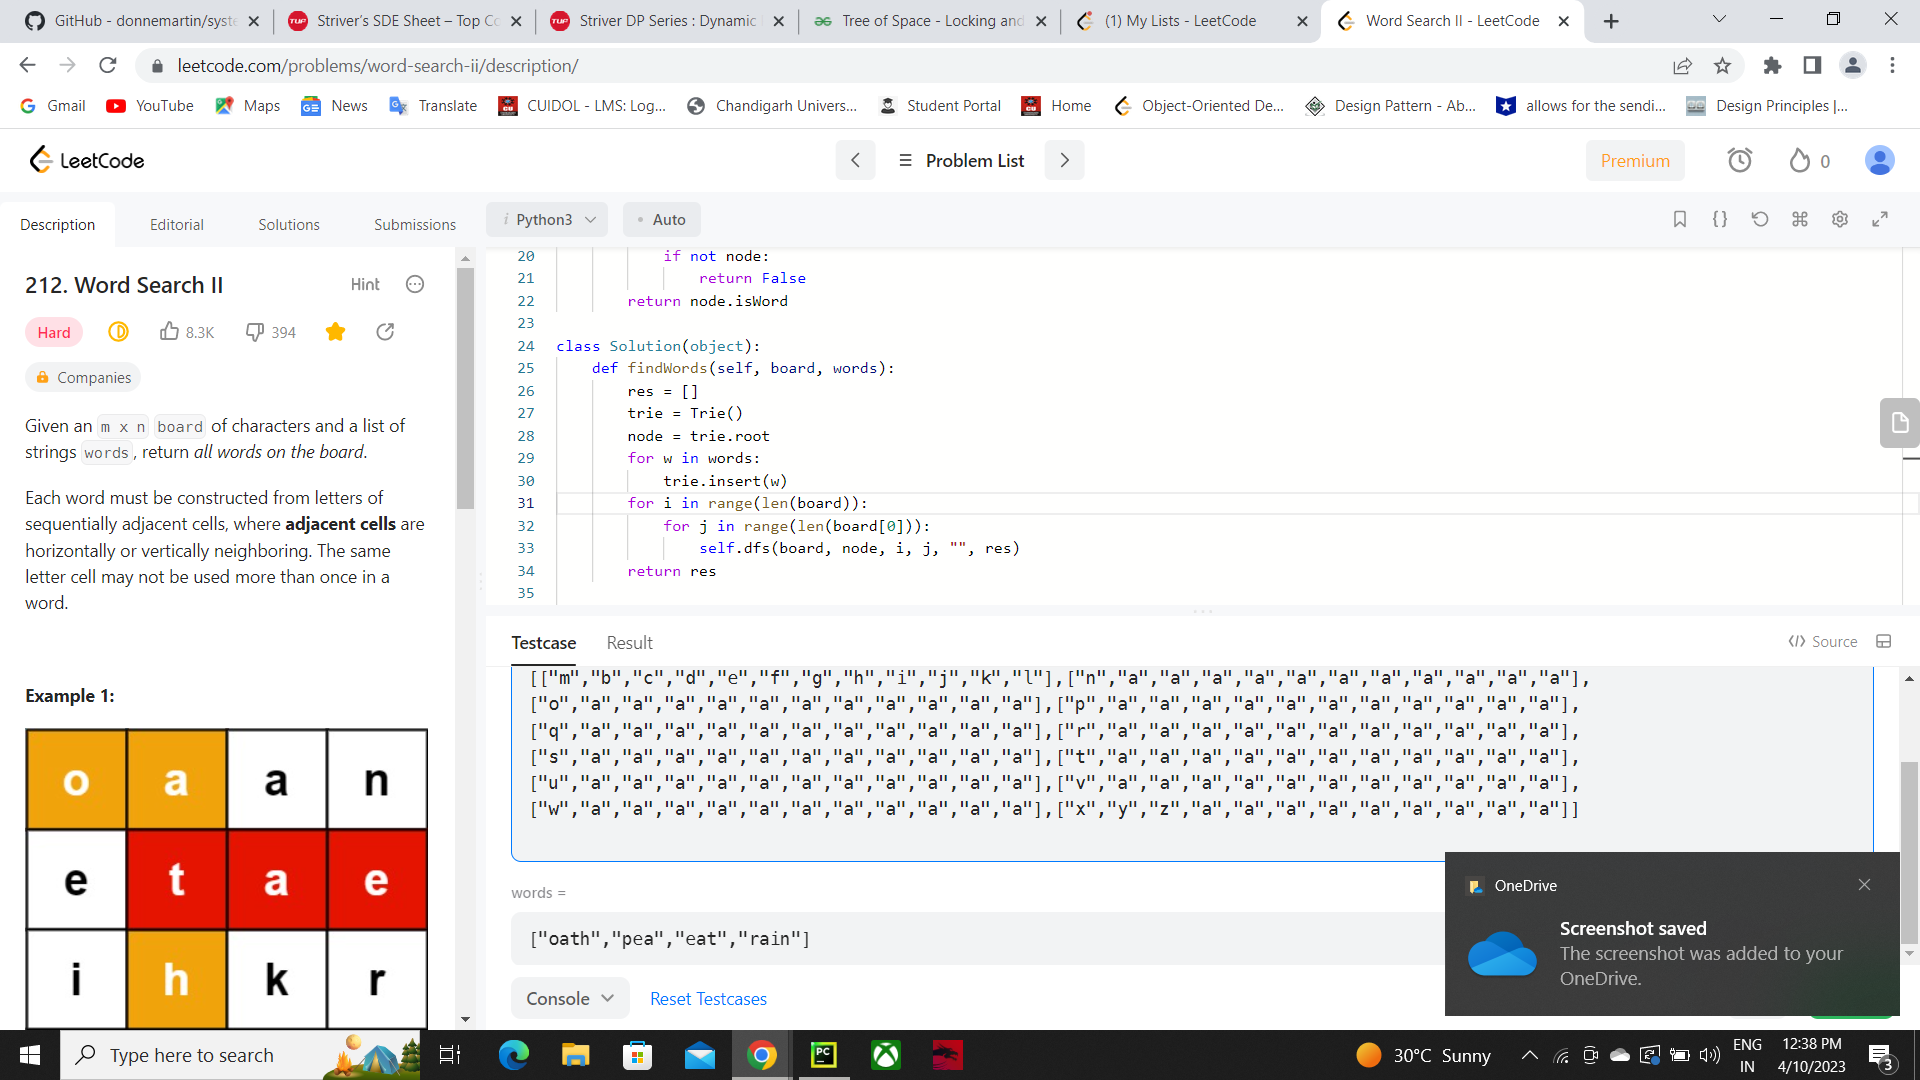 GitHub - donnemartin/syste
Striver's SDE Sheet – Top Co
Striver DP Series : Dynamic
Tree of Space - Locking and
(1) My Lists - LeetCode
Word Search II - LeetCode
leetcode.com/problems/word-search-ii/description/
Gmail
YouTube
Maps
News
Translate
CUIDOL - LMS: Log...
Chandigarh Univers...
Student Portal
Home
Object-Oriented De...
Design Pattern - Ab...
allows for the sendi...
Design Principles |...
LeetCode
Problem List
Premium
0
Description
Editorial
Solutions
Submissions
i Python3
Auto
{}
212. Word Search II
Hint
Hard
8.3K
394
Companies
Given an m x n board of characters and a list of
strings words , return all words on the board.
Each word must be constructed from letters of
sequentially adjacent cells, where adjacent cells are
horizontally or vertically neighboring. The same
letter cell may not be used more than once in a
word.
Example 1:
o a a n
e t a e
i h k r
20 if not node:
21 return False
22 return node.isWord
23
24 class Solution(object):
25 def findWords(self, board, words):
26 res = []
27 trie = Trie()
28 node = trie.root
29 for w in words:
30 trie.insert(w)
31 for i in range(len(board)):
32 for j in range(len(board[0])):
33 self.dfs(board, node, i, j, "", res)
34 return res
35
Testcase
Result
</> Source
[["m","b","c","d","e","f","g","h","i","j","k","l"],["n","a","a","a","a","a","a","a","a","a","a","a"],
["o","a","a","a","a","a","a","a","a","a","a","a"],["p","a","a","a","a","a","a","a","a","a","a","a"],
["q","a","a","a","a","a","a","a","a","a","a","a"],["r","a","a","a","a","a","a","a","a","a","a","a"],
["s","a","a","a","a","a","a","a","a","a","a","a"],["t","a","a","a","a","a","a","a","a","a","a","a"],
["u","a","a","a","a","a","a","a","a","a","a","a"],["v","a","a","a","a","a","a","a","a","a","a","a"],
["w","a","a","a","a","a","a","a","a","a","a","a"],["x","y","z","a","a","a","a","a","a","a","a","a"]]
words =
["oath","pea","eat","rain"]
Console
Reset Testcases
OneDrive
Screenshot saved
The screenshot was added to your
OneDrive.
Type here to search
30°C Sunny
ENG
IN
12:38 PM
4/10/2023
3